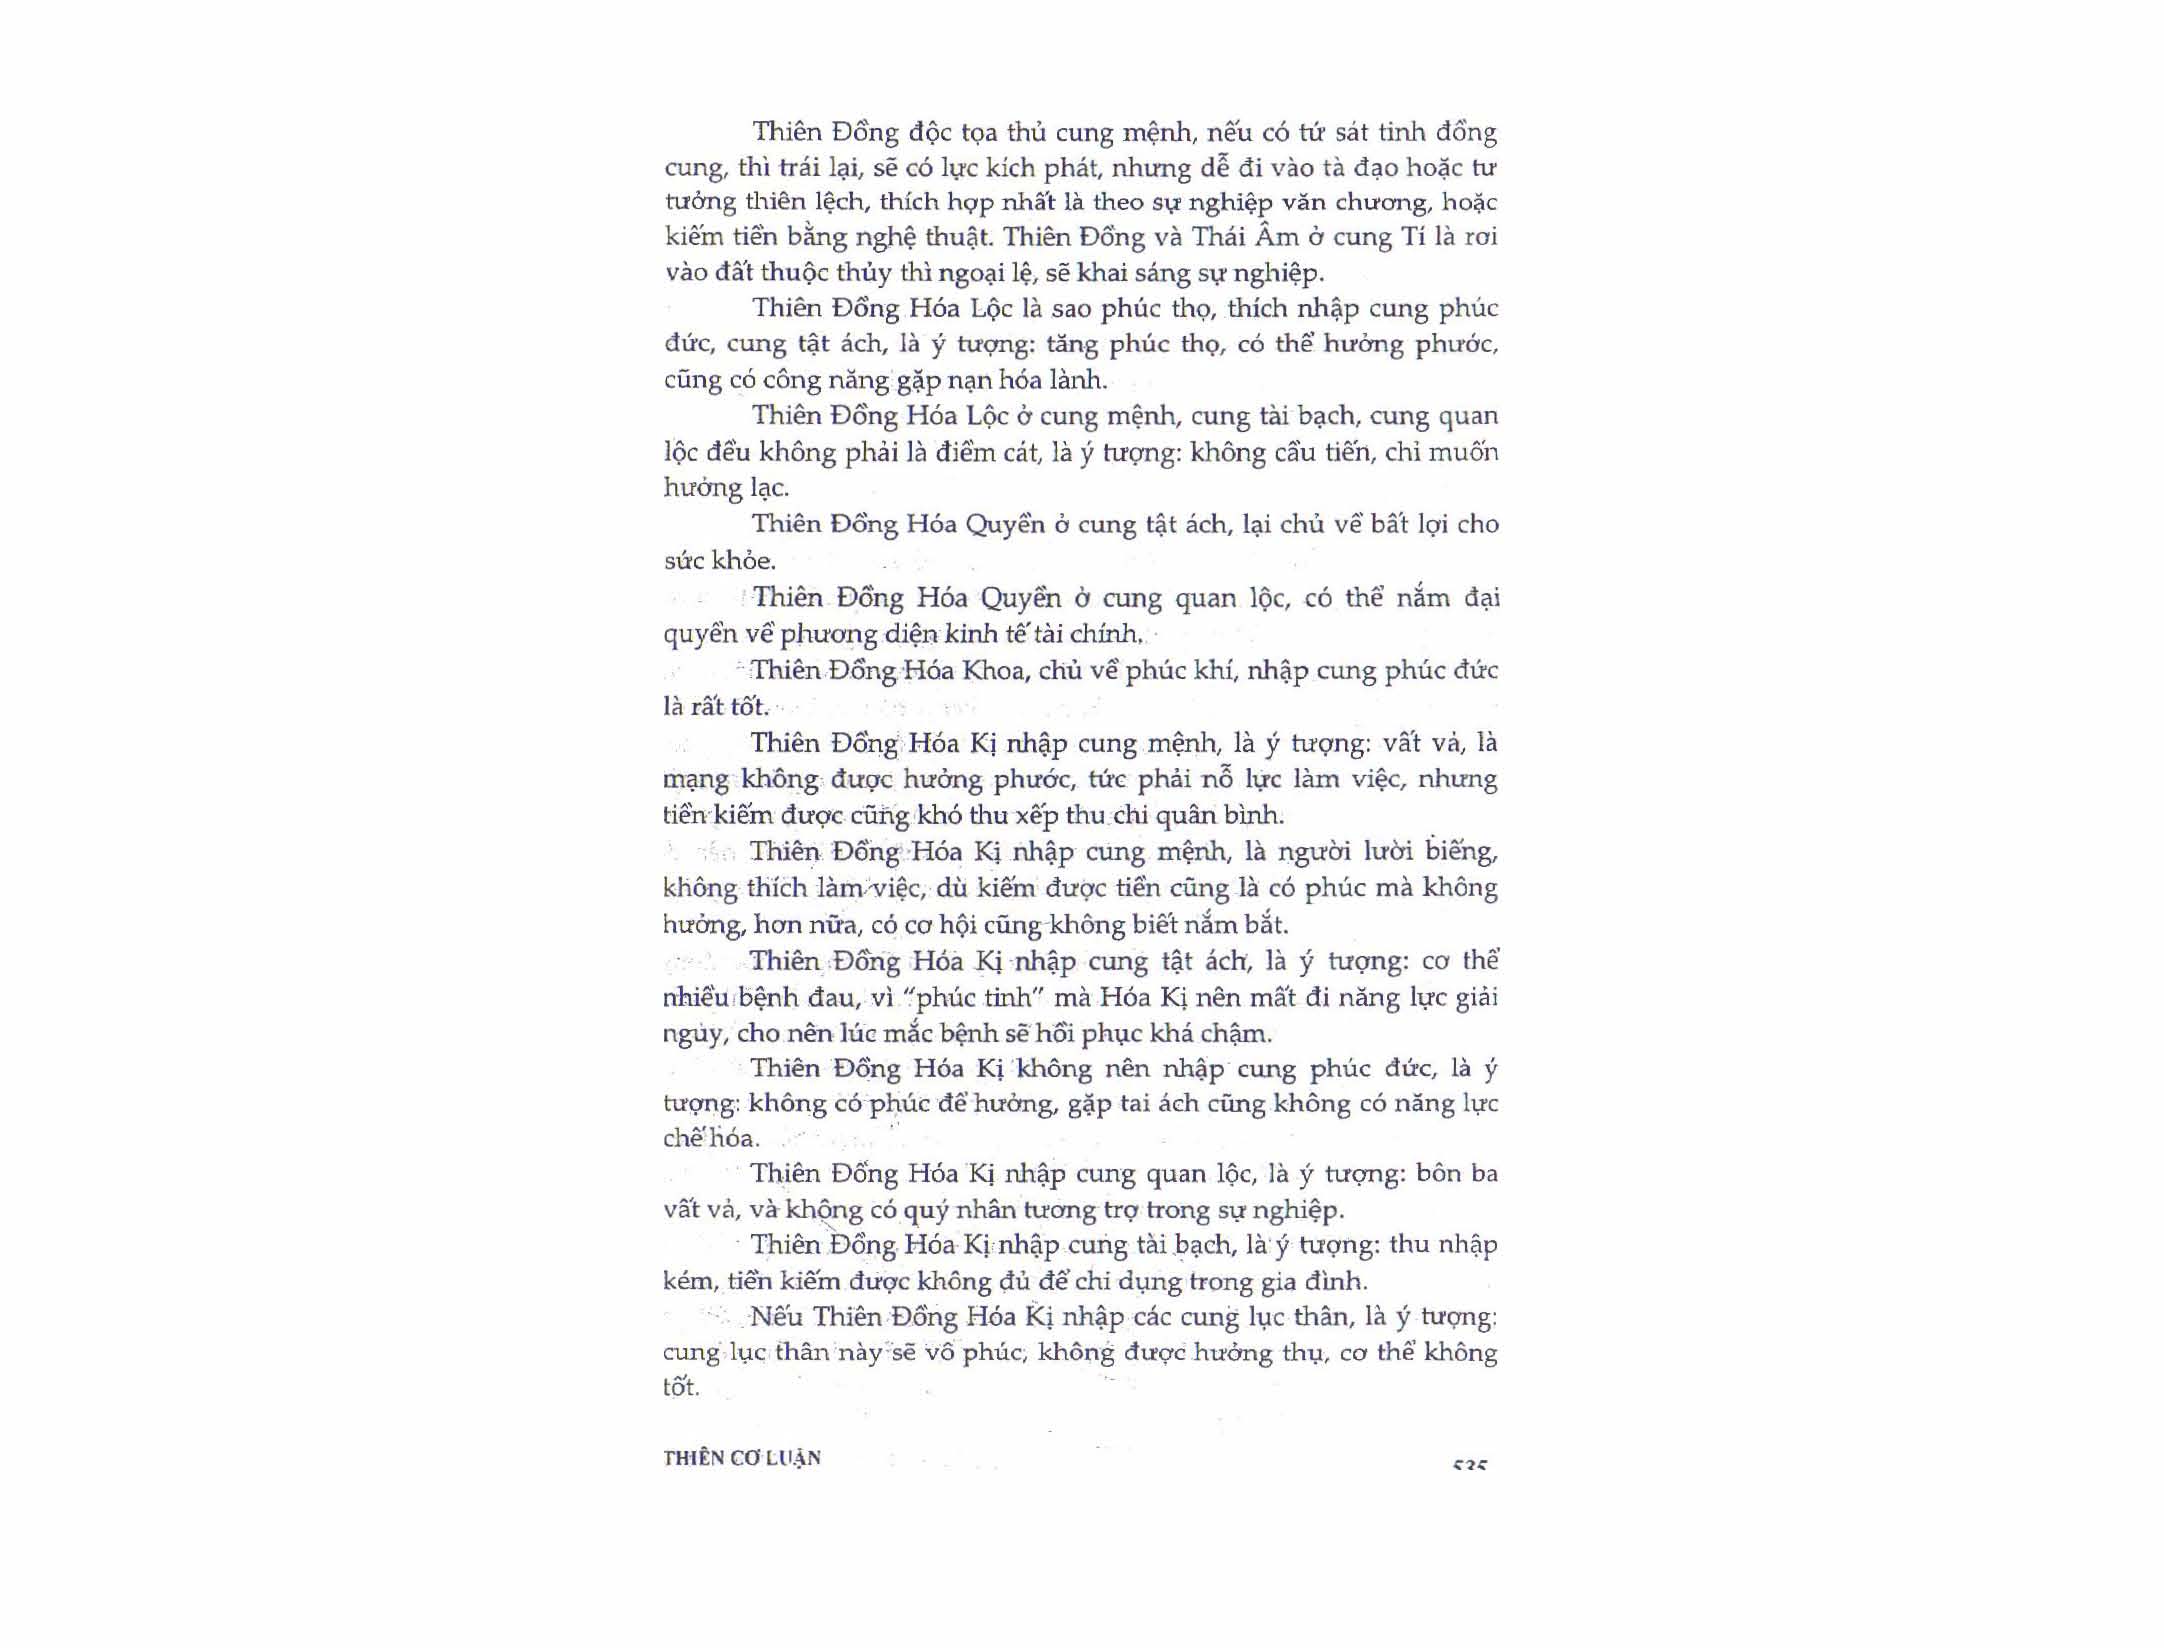 Thiên Đồng độc tọa thủ cung mệnh, nếu có tứ sát tinh đồng
cung, thì trái lại, sẽ có lực kích phát, nhưng dễ đi vào tà đạo hoặc tư
tưởng thiên lệch, thích hợp nhất là theo sự nghiệp văn chương, hoặc
kiếm tiền bằng nghệ thuật. Thiên Đồng và Thái Âm ở cung Tí là rơi
vào đất thuộc thủy thì ngoại lệ, sẽ khai sáng sự nghiệp.
Thiên Đồng Hóa Lộc là sao phúc thọ, thích nhập cung phúc
đức, cung tật ách, là ý tượng: tăng phúc thọ, có thể hưởng phước,
cũng có công năng gặp nạn hóa lành.
Thiên Đồng Hóa Lộc ở cung mệnh, cung tài bạch, cung quan
lộc đều không phải là điềm cát, là ý tượng: không cầu tiến, chỉ muốn
hưởng lạc.
Thiên Đồng Hóa Quyền ở cung tật ách, lại chủ về bất lợi cho
sức khỏe.
Thiên Đồng Hóa Quyền ở cung quan lộc, có thể nắm đại
quyền về phương diện kinh tế tài chính.
Thiên Đồng Hóa Khoa, chủ về phúc khí, nhập cung phúc đức
là rất tốt.
Thiên Đồng Hóa Kị nhập cung mệnh, là ý tượng: vất vả, là
mạng không được hưởng phước, tức phải nỗ lực làm việc, nhưng
tiền kiếm được cũng khó thu xếp thu chi quân bình.
Thiên Đồng Hóa Kị nhập cung mệnh, là người lười biếng,
không thích làm việc, dù kiếm được tiền cũng là có phúc mà không
hưởng, hơn nữa, có cơ hội cũng không biết nắm bắt.
Thiên Đồng Hóa Kị nhập cung tật ách, là ý tượng: cơ thể
nhiều bệnh đau, vì "phúc tinh" mà Hóa Kị nên mất đi năng lực giải
nguy, cho nên lúc mắc bệnh sẽ hồi phục khá chậm.
Thiên Đồng Hóa Kị không nên nhập cung phúc đức, là ý
tượng: không có phúc để hưởng, gặp tai ách cũng không có năng lực
chế hóa.
Thiên Đồng Hóa Kị nhập cung quan lộc, là ý tượng: bôn ba
vất vả, và không có quý nhân tương trợ trong sự nghiệp.
Thiên Đồng Hóa Kị nhập cung tài bạch, là ý tượng: thu nhập
kém, tiền kiếm được không đủ để chi dụng trong gia đình.
Nếu Thiên Đồng Hóa Kị nhập các cung lục thân, là ý tượng:
cung lục thân này sẽ vô phúc, không được hưởng thụ, cơ thể không
tốt.
THIÊN CƠ LUẬN